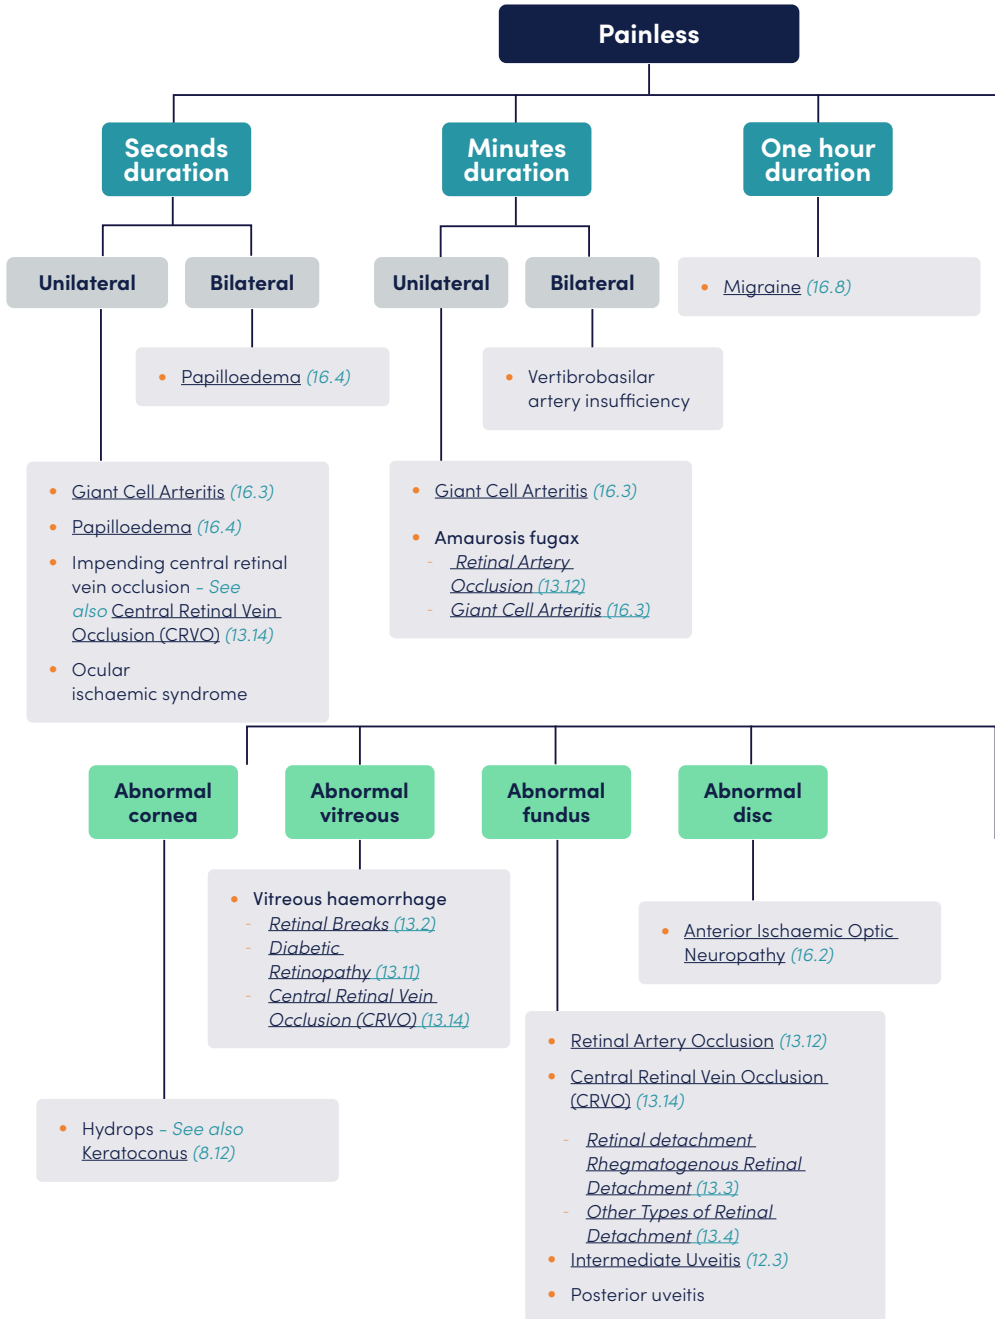 Painless
Seconds
duration
Minutes
duration
One hour
duration
Unilateral
Bilateral
Unilateral
Bilateral
• Migraine (16.8)
• Papilloedema (16.4)
• Vertibrobasilar
artery insufficiency
• Giant Cell Arteritis (16.3)
• Papilloedema (16.4)
• Impending central retinal
vein occlusion - See
also Central Retinal Vein
Occlusion (CRVO) (13.14)
• Ocular
ischaemic syndrome
• Giant Cell Arteritis (16.3)
• Amaurosis fugax
- Retinal Artery
Occlusion (13.12)
- Giant Cell Arteritis (16.3)
Abnormal
cornea
Abnormal
vitreous
Abnormal
fundus
Abnormal
disc
• Vitreous haemorrhage
- Retinal Breaks (13.2)
- Diabetic
Retinopathy (13.11)
- Central Retinal Vein
Occlusion (CRVO) (13.14)
• Anterior Ischaemic Optic
Neuropathy (16.2)
• Hydrops - See also
Keratoconus (8.12)
• Retinal Artery Occlusion (13.12)
• Central Retinal Vein Occlusion
(CRVO) (13.14)
- Retinal detachment
Rhegmatogenous Retinal
Detachment (13.3)
- Other Types of Retinal
Detachment (13.4)
• Intermediate Uveitis (12.3)
• Posterior uveitis